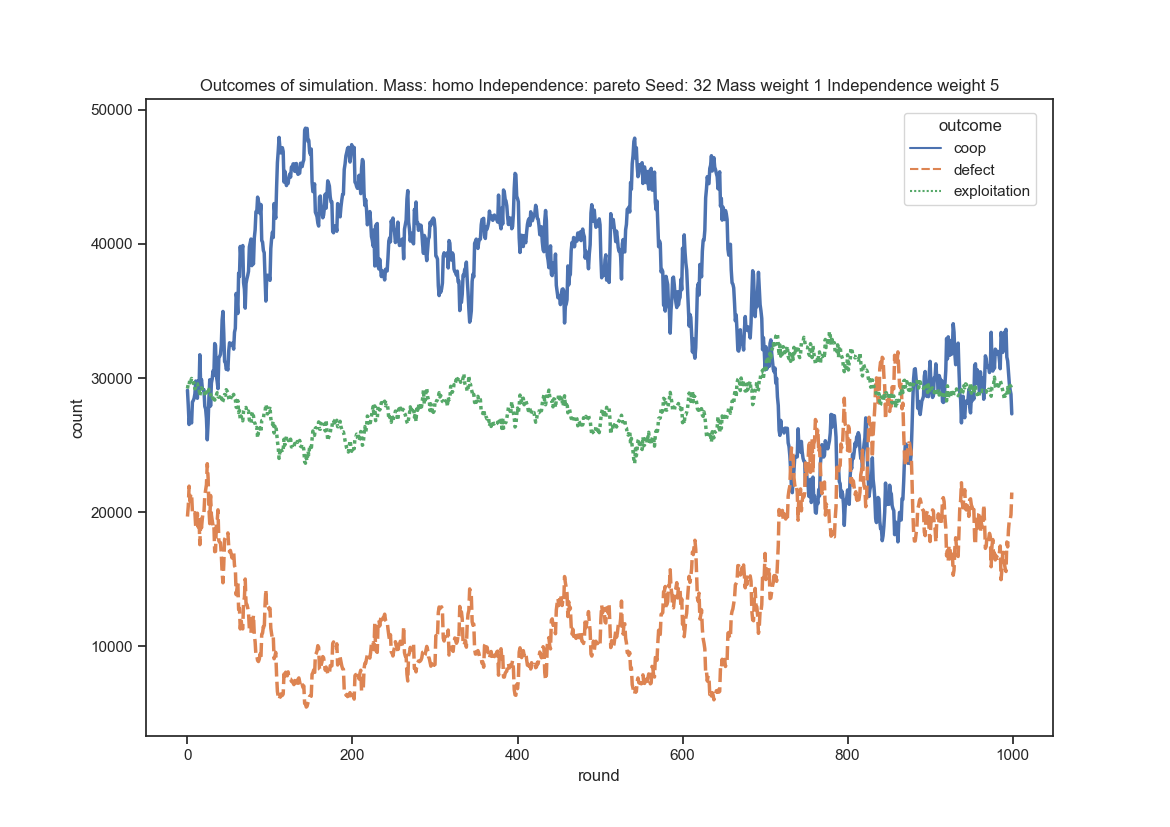 Outcomes of simulation. Mass: homo Independence: pareto Seed: 32 Mass weight 1 Independence weight 5
50000
40000
30000
20000
10000
count
outcome
coop
defect
exploitation
0
200
400
600
800
1000
round